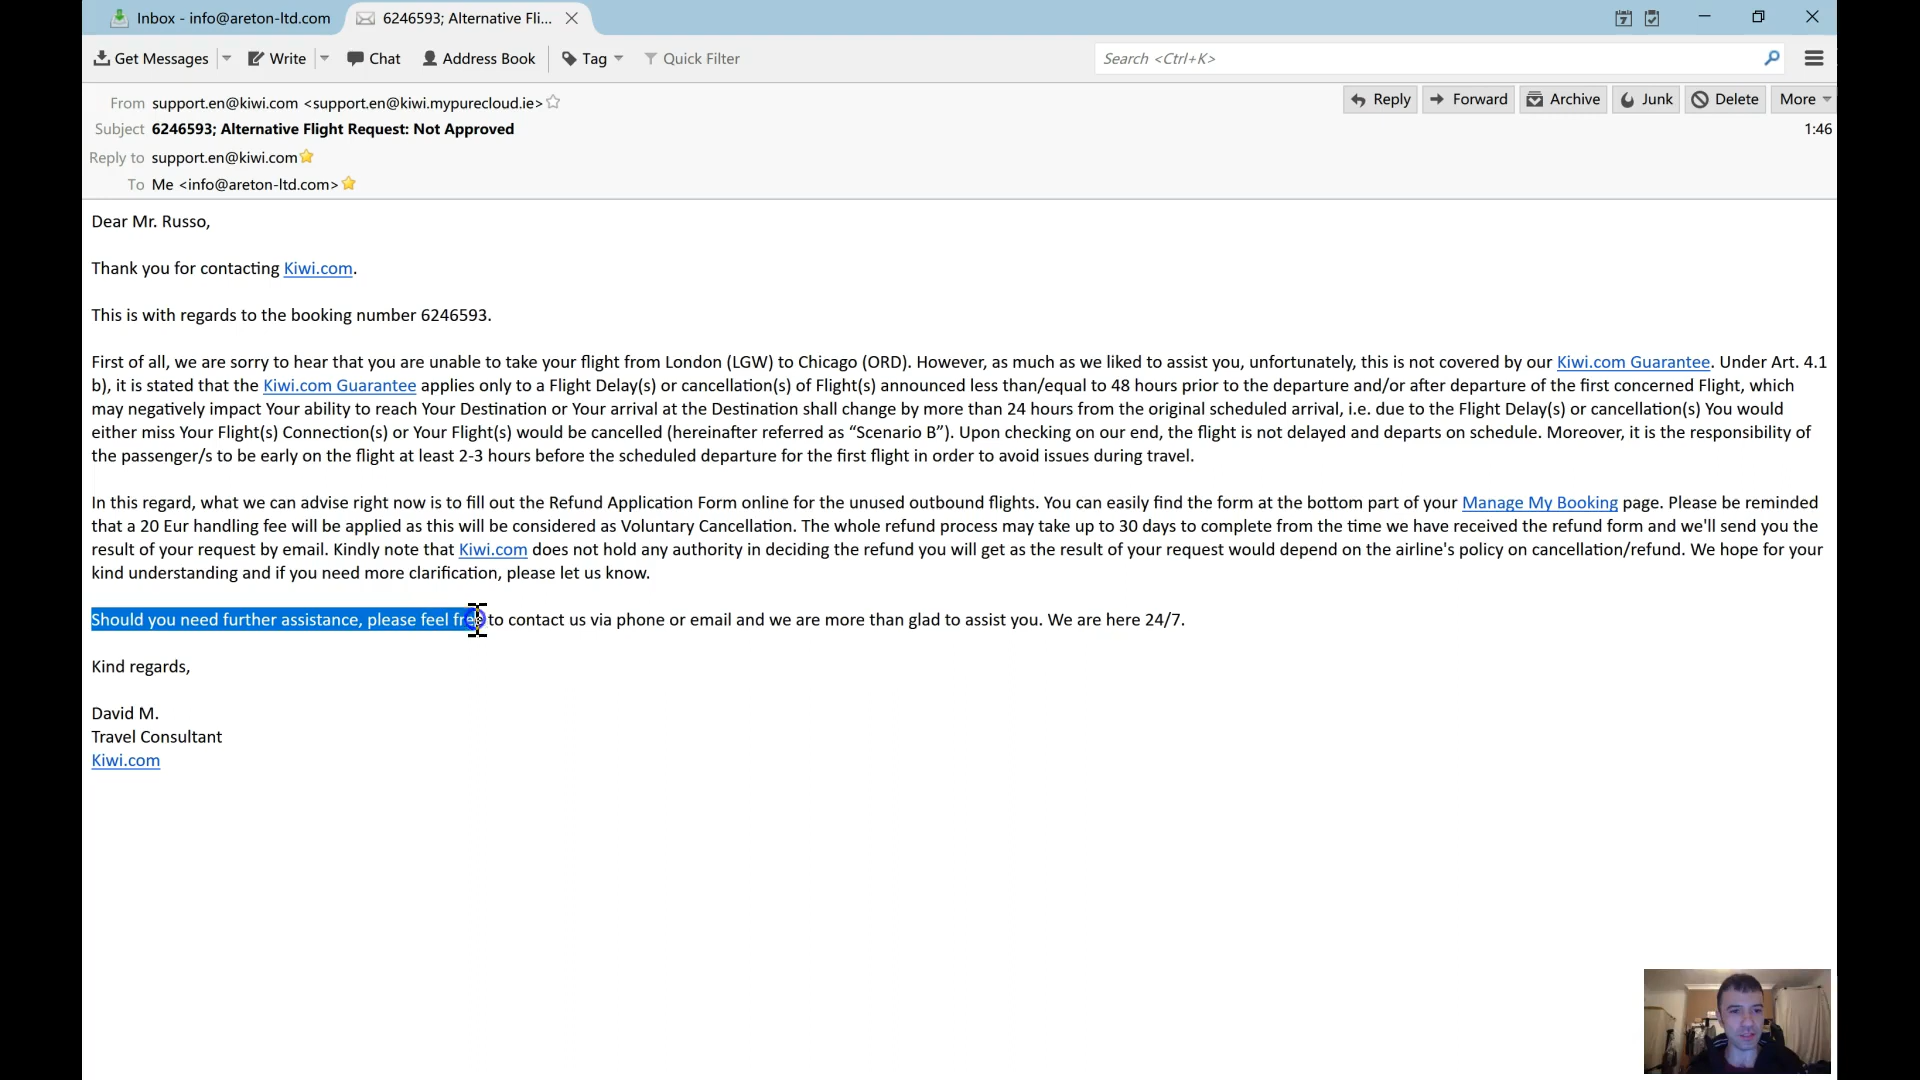 Inbox - info@areton-ltd.com
6246593; Alternative Fli...
Get Messages
Write
Chat
Address Book
Tag
Quick Filter
Search <Ctrl+K>
From support.en@kiwi.com <support.en@kiwi.mypurecloud.ie>
Reply
Forward
Archive
Junk
Delete
More
Subject 6246593; Alternative Flight Request: Not Approved
1:46
Reply to support.en@kiwi.com
To Me <info@areton-ltd.com>
Dear Mr. Russo,
Thank you for contacting Kiwi.com.
This is with regards to the booking number 6246593.
First of all, we are sorry to hear that you are unable to take your flight from London (LGW) to Chicago (ORD). However, as much as we liked to assist you, unfortunately, this is not covered by our Kiwi.com Guarantee. Under Art. 4.1
b), it is stated that the Kiwi.com Guarantee applies only to a Flight Delay(s) or cancellation(s) of Flight(s) announced less than/equal to 48 hours prior to the departure and/or after departure of the first concerned Flight, which
may negatively impact Your ability to reach Your Destination or Your arrival at the Destination shall change by more than 24 hours from the original scheduled arrival, i.e. due to the Flight Delay(s) or cancellation(s) You would
either miss Your Flight(s) Connection(s) or Your Flight(s) would be cancelled (hereinafter referred as “Scenario B”). Upon checking on our end, the flight is not delayed and departs on schedule. Moreover, it is the responsibility of
the passenger/s to be early on the flight at least 2-3 hours before the scheduled departure for the first flight in order to avoid issues during travel.
In this regard, what we can advise right now is to fill out the Refund Application Form online for the unused outbound flights. You can easily find the form at the bottom part of your Manage My Booking page. Please be reminded
that a 20 Eur handling fee will be applied as this will be considered as Voluntary Cancellation. The whole refund process may take up to 30 days to complete from the time we have received the refund form and we'll send you the
result of your request by email. Kindly note that Kiwi.com does not hold any authority in deciding the refund you will get as the result of your request would depend on the airline's policy on cancellation/refund. We hope for your
kind understanding and if you need more clarification, please let us know.
Should you need further assistance, please feel free to contact us via phone or email and we are more than glad to assist you. We are here 24/7.
Kind regards,
David M.
Travel Consultant
Kiwi.com